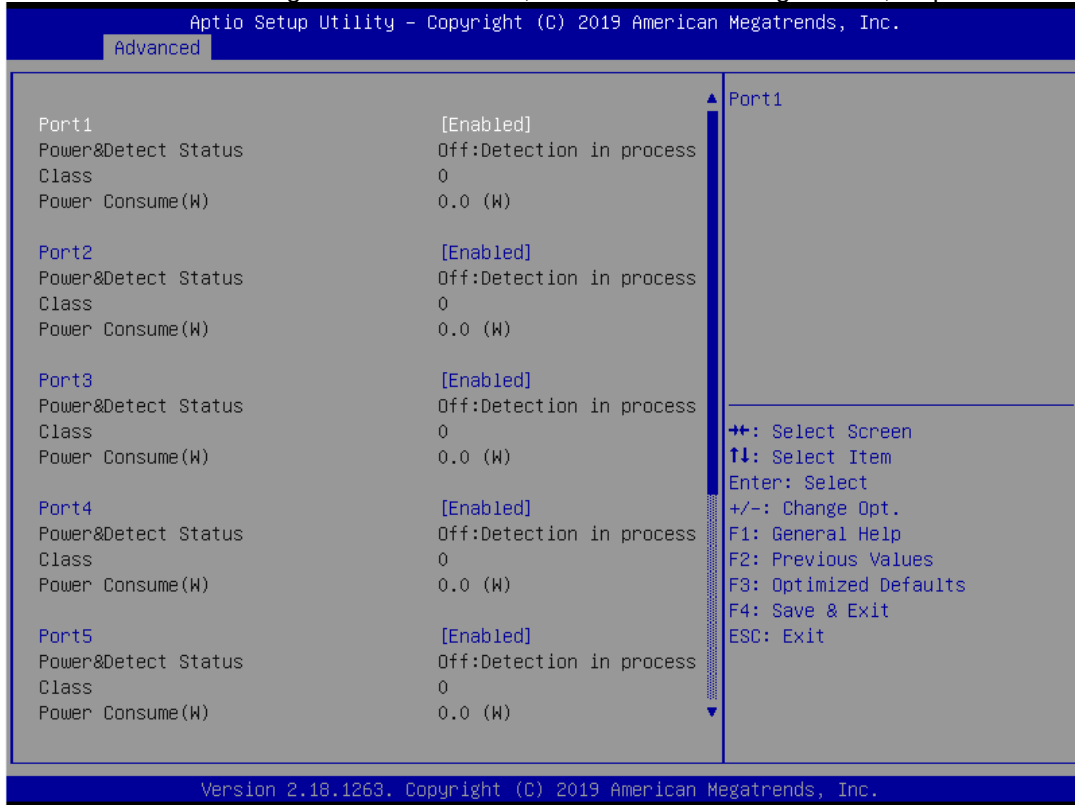 Aptio Setup Utility – Copyright (C) 2019 American Megatrends, Inc.
Advanced
Port1 [Enabled]
Power&Detect Status Off:Detection in process
Class 0
Power Consume(W) 0.0 (W)
Port2 [Enabled]
Power&Detect Status Off:Detection in process
Class 0
Power Consume(W) 0.0 (W)
Port3 [Enabled]
Power&Detect Status Off:Detection in process
Class 0
Power Consume(W) 0.0 (W)
Port4 [Enabled]
Power&Detect Status Off:Detection in process
Class 0
Power Consume(W) 0.0 (W)
Port5 [Enabled]
Power&Detect Status Off:Detection in process
Class 0
Power Consume(W) 0.0 (W)
Port1
→←: Select Screen
↑↓: Select Item
Enter: Select
+/-: Change Opt.
F1: General Help
F2: Previous Values
F3: Optimized Defaults
F4: Save & Exit
ESC: Exit
Version 2.18.1263. Copyright (C) 2019 American Megatrends, Inc.